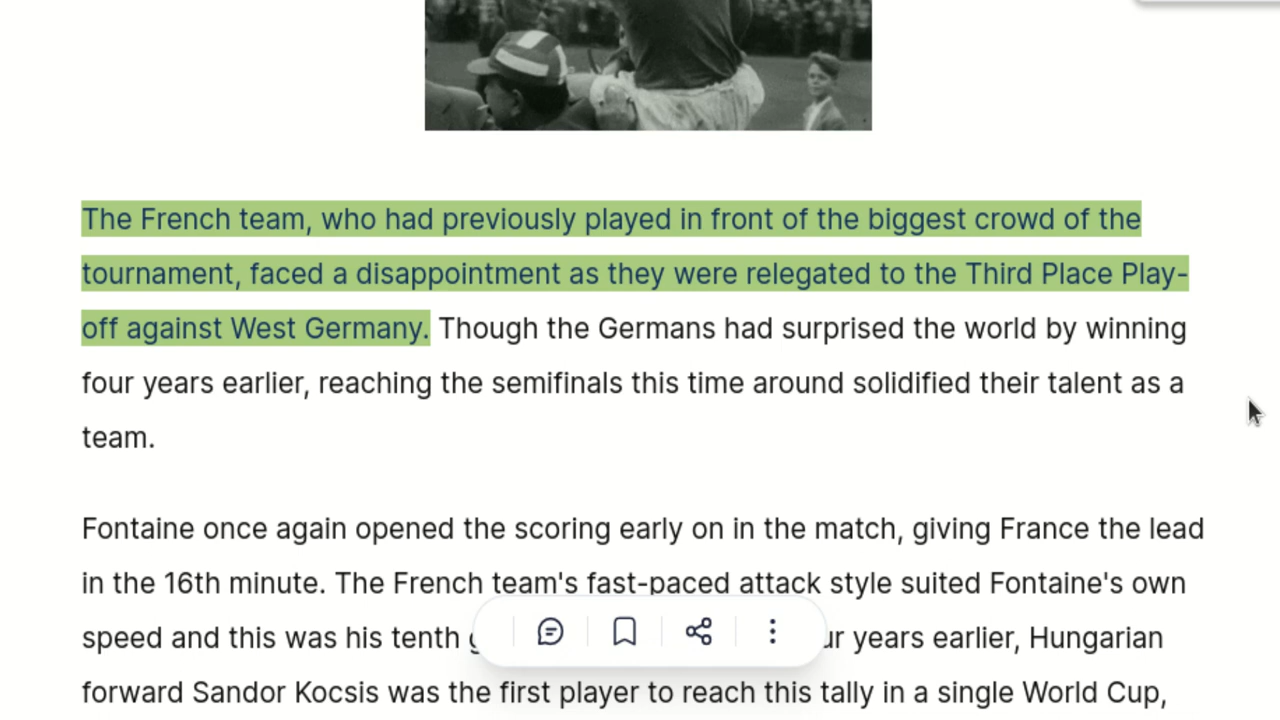 The French team, who had previously played in front of the biggest crowd of the
tournament, faced a disappointment as they were relegated to the Third Place Play-
off against West Germany. Though the Germans had surprised the world by winning
four years earlier, reaching the semifinals this time around solidified their talent as a
team.
Fontaine once again opened the scoring early on in the match, giving France the lead
in the 16th minute. The French team's fast-paced attack style suited Fontaine's own
speed and this was his tenth years earlier, Hungarian
forward Sandor Kocsis was the first player to reach this tally in a single World Cup,